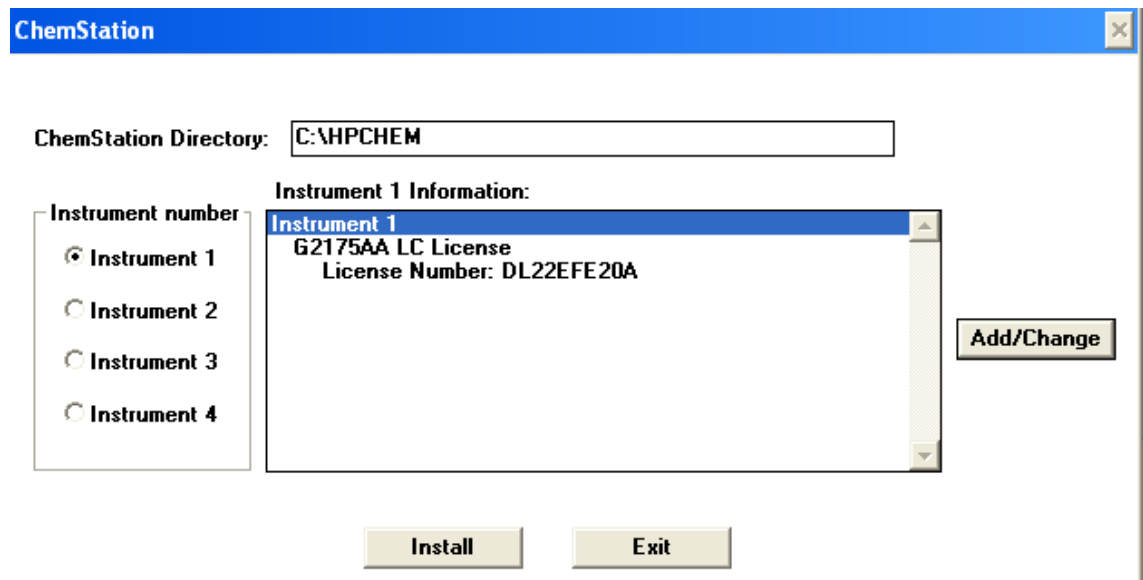 ChemStation
ChemStation Directory: C:\HPCHEM
Instrument 1 Information:
Instrument number
Instrument 1
Instrument 2
Instrument 3
Instrument 4
Instrument 1
G2175AA LC License
License Number: DL22EFE20A
Add/Change
Install Exit